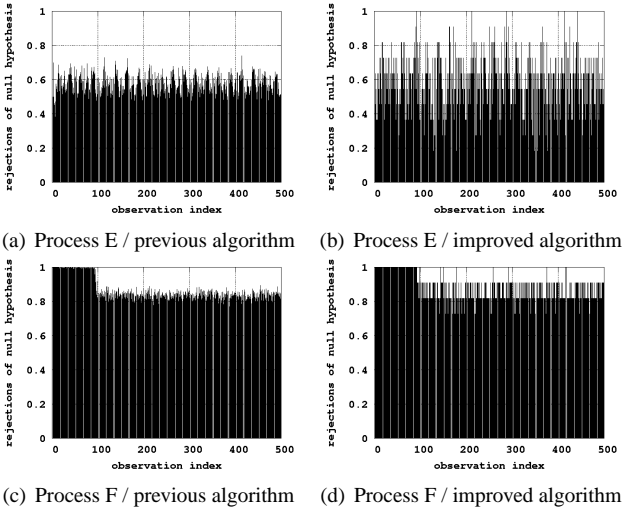 1
0.8
0.6
0.4
0.2
0
rejections of null hypothesis
0 100 200 300 400 500
observation index
(a) Process E / previous algorithm
1
0.8
0.6
0.4
0.2
0
rejections of null hypothesis
0 100 200 300 400 500
observation index
(b) Process E / improved algorithm
1
0.8
0.6
0.4
0.2
0
rejections of null hypothesis
0 100 200 300 400 500
observation index
(c) Process F / previous algorithm
1
0.8
0.6
0.4
0.2
0
rejections of null hypothesis
0 100 200 300 400 500
observation index
(d) Process F / improved algorithm